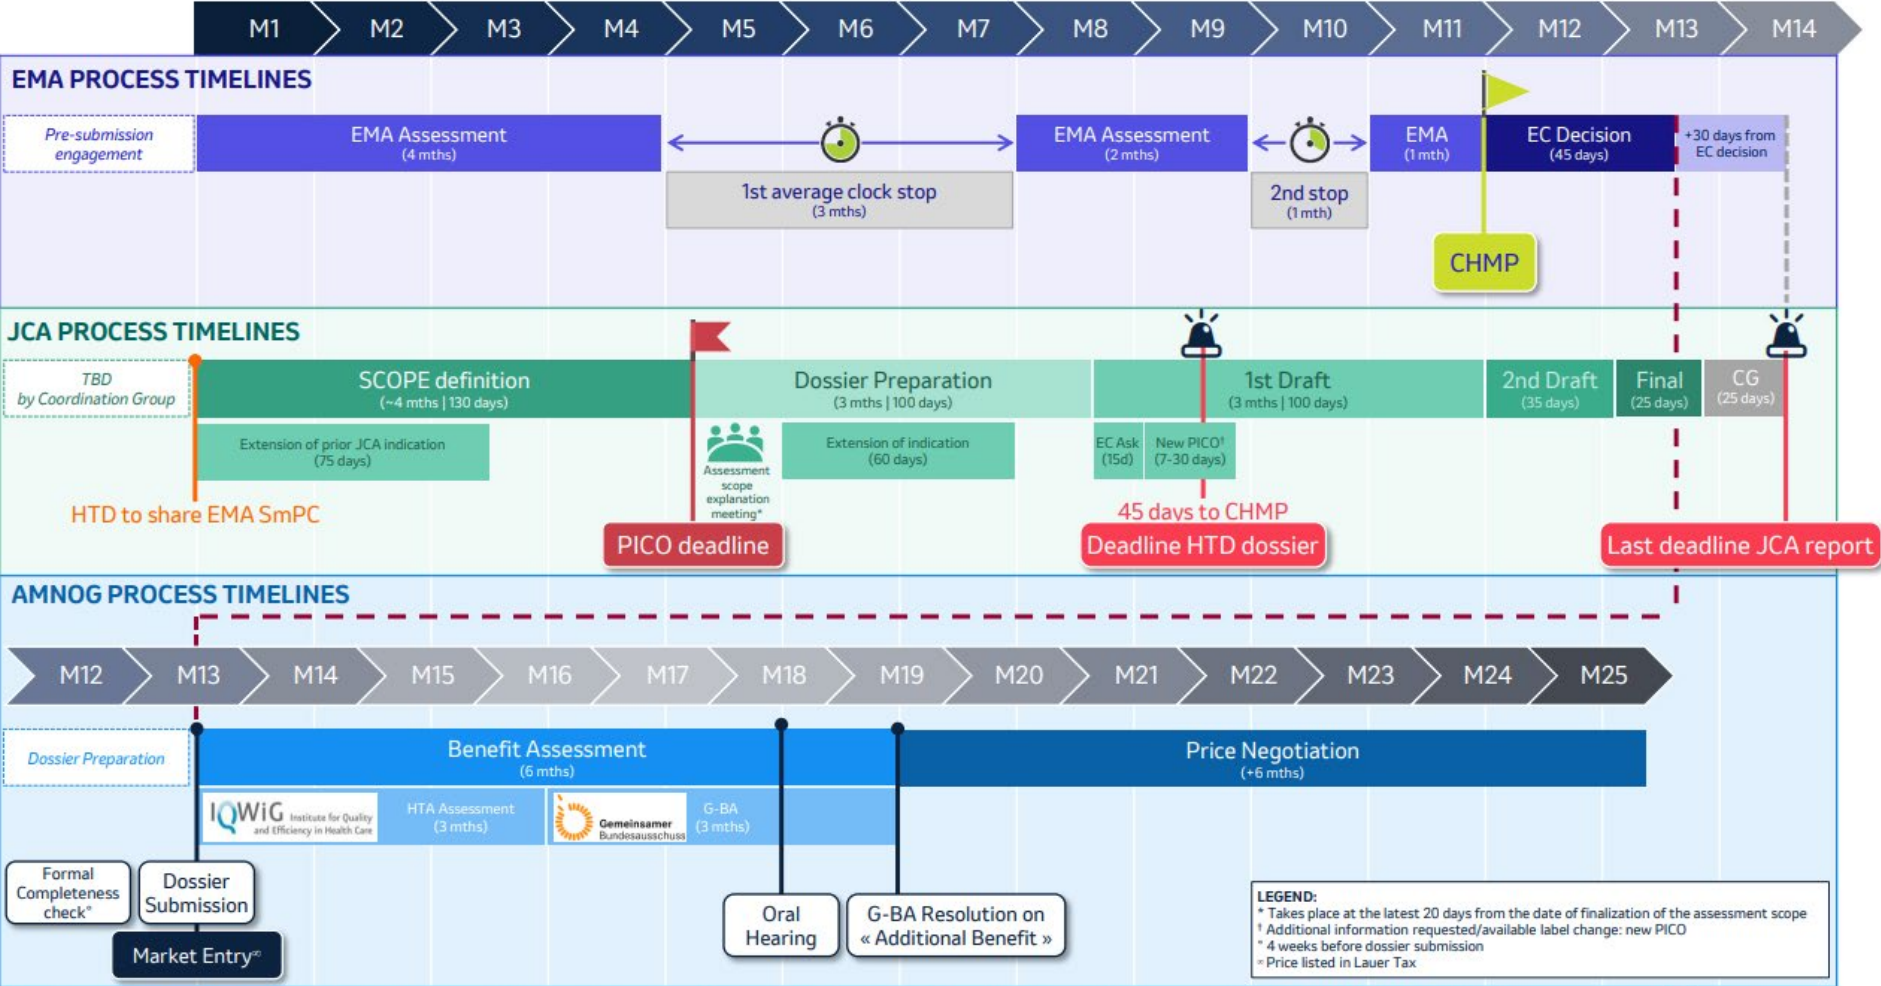 M1 M2 M3 M4 M5 M6 M7 M8 M9 M10 M11 M12 M13 M14
EMA PROCESS TIMELINES
Pre-submission
engagement
EMA Assessment
(4 mths)
1st average clock stop
(3 mths)
EMA Assessment
(2 mths)
2nd stop
(1 mth)
EMA
(1 mth)
EC Decision
(45 days)
+30 days from
EC decision
CHMP
JCA PROCESS TIMELINES
TBD
by Coordination Group
SCOPE definition
(~4 mths | 130 days)
Dossier Preparation
(3 mths | 100 days)
1st Draft
(3 mths | 100 days)
2nd Draft
(35 days)
Final
(25 days)
CG
(25 days)
Extension of prior JCA indication
(75 days)
Assessment
scope
explanation
meeting*
Extension of indication
(60 days)
EC Ask
(15d)
New PICO†
(7-30 days)
HTD to share EMA SmPC
PICO deadline
45 days to CHMP
Deadline HTD dossier
Last deadline JCA report
AMNOG PROCESS TIMELINES
M12 M13 M14 M15 M16 M17 M18 M19 M20 M21 M22 M23 M24 M25
Dossier Preparation
Benefit Assessment
(6 mths)
Price Negotiation
(+6 mths)
IQWiG Institute for Quality
and Efficiency in Health Care
HTA Assessment
(3 mths)
Gemeinsamer
Bundesausschuss
G-BA
(3 mths)
Formal
Completeness
check°
Dossier
Submission
Market Entry∞
Oral
Hearing
G-BA Resolution on
« Additional Benefit »
LEGEND:
* Takes place at the latest 20 days from the date of finalization of the assessment scope
† Additional information requested/available label change: new PICO
° 4 weeks before dossier submission
∞ Price listed in Lauer Tax